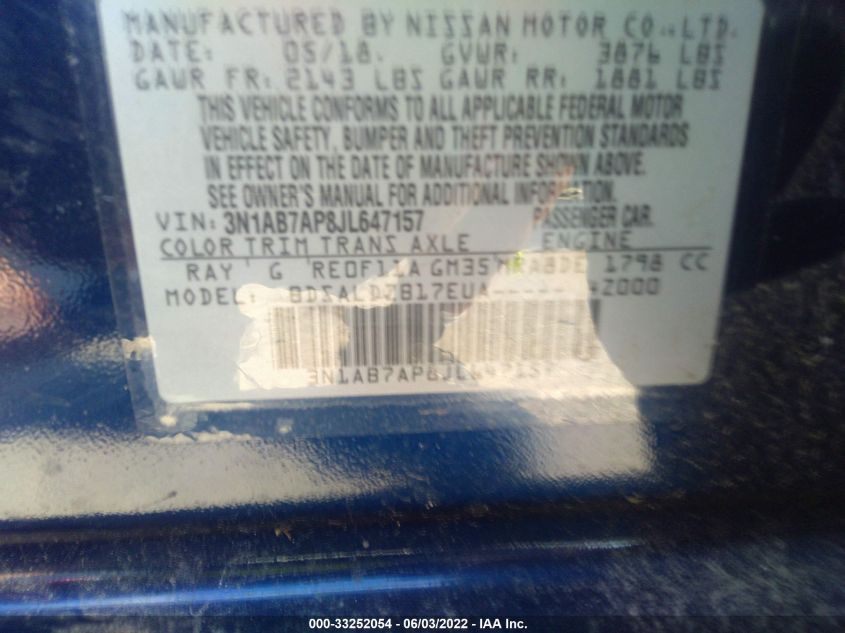 MANUFACTURED BY NISSAN MOTOR CO.,LTD.
DATE: 05/18. GVWR: 3876 LBS
GAWR FR: 2143 LBS GAWR RR: 1881 LBS
THIS VEHICLE CONFORMS TO ALL APPLICABLE FEDERAL MOTOR
VEHICLE SAFETY, BUMPER AND THEFT PREVENTION STANDARDS
IN EFFECT ON THE DATE OF MANUFACTURE SHOWN ABOVE.
SEE OWNER'S MANUAL FOR ADDITIONAL INFORMATION.
VIN: 3N1AB7AP8JL647157 PASSENGER CAR.
COLOR TRIM TRANS AXLE ENGINE
RAY G RE0F11A 1798 CC
MODEL:
3N1AB7AP8JL647157
000-33252054 - 06/03/2022 - IAA Inc.